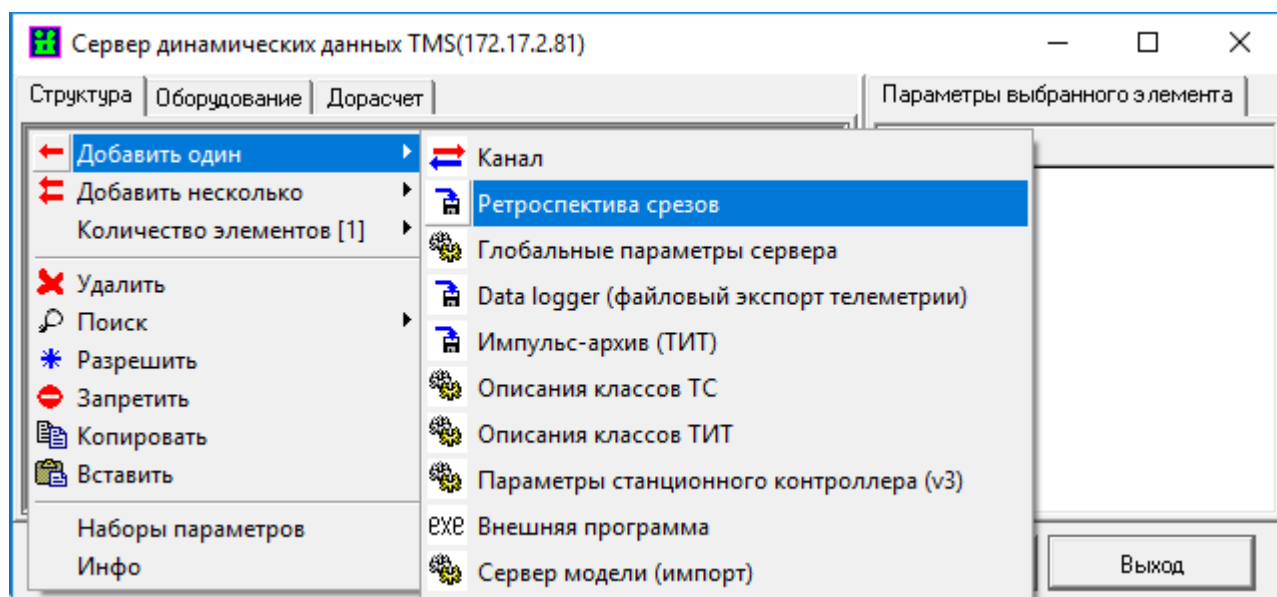 Сервер динамических данных TMS(172.17.2.81)
Структура Оборудование Дорасчет Параметры выбранного элемента
Добавить один
Добавить несколько
Количество элементов [1]
Удалить
Поиск
Разрешить
Запретить
Копировать
Вставить
Наборы параметров
Инфо
Канал
Ретроспектива срезов
Глобальные параметры сервера
Data logger (файловый экспорт телеметрии)
Импульс-архив (ТИТ)
Описания классов ТС
Описания классов ТИТ
Параметры станционного контроллера (v3)
exe Внешняя программа
Сервер модели (импорт)
Выход